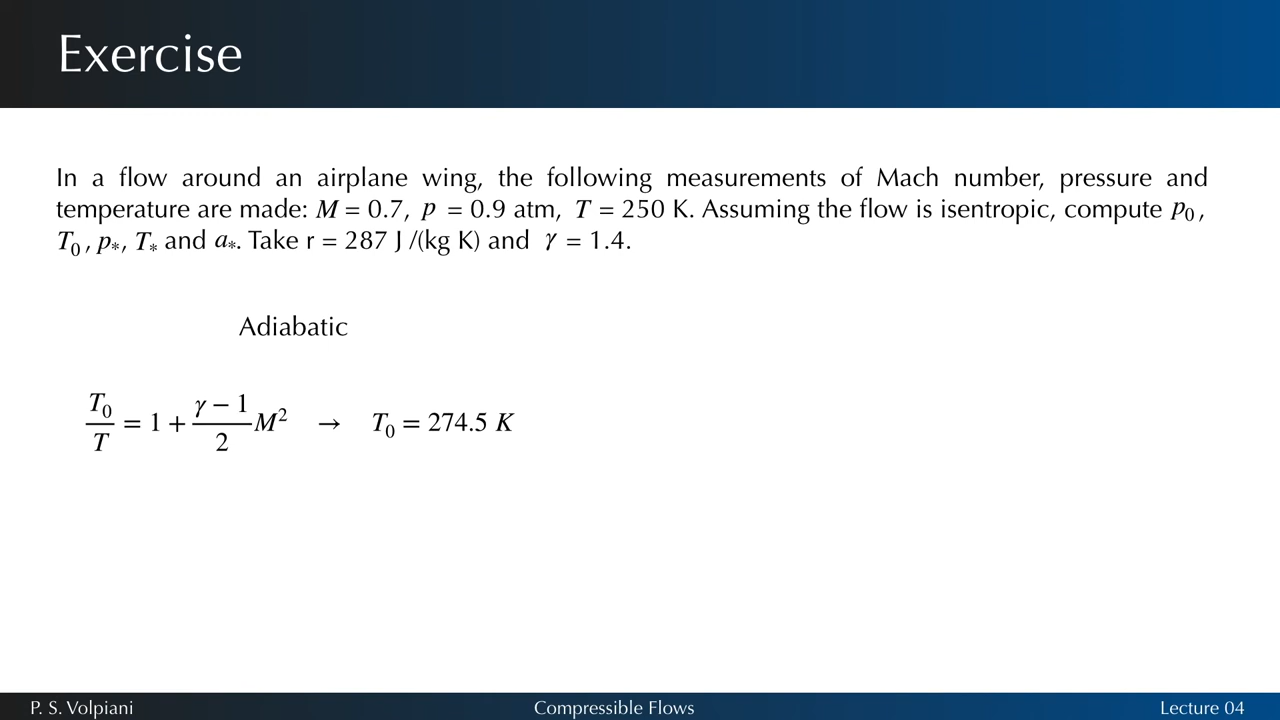 Exercise
In a flow around an airplane wing, the following measurements of Mach number, pressure and
temperature are made: M = 0.7, p = 0.9 atm, T = 250 K. Assuming the flow is isentropic, compute p₀,
T₀, p*, T* and a*. Take r = 287 J /(kg K) and γ = 1.4.
Adiabatic
T₀/T = 1 + (γ − 1)/2 M² → T₀ = 274.5 K
P. S. Volpiani Compressible Flows Lecture 04